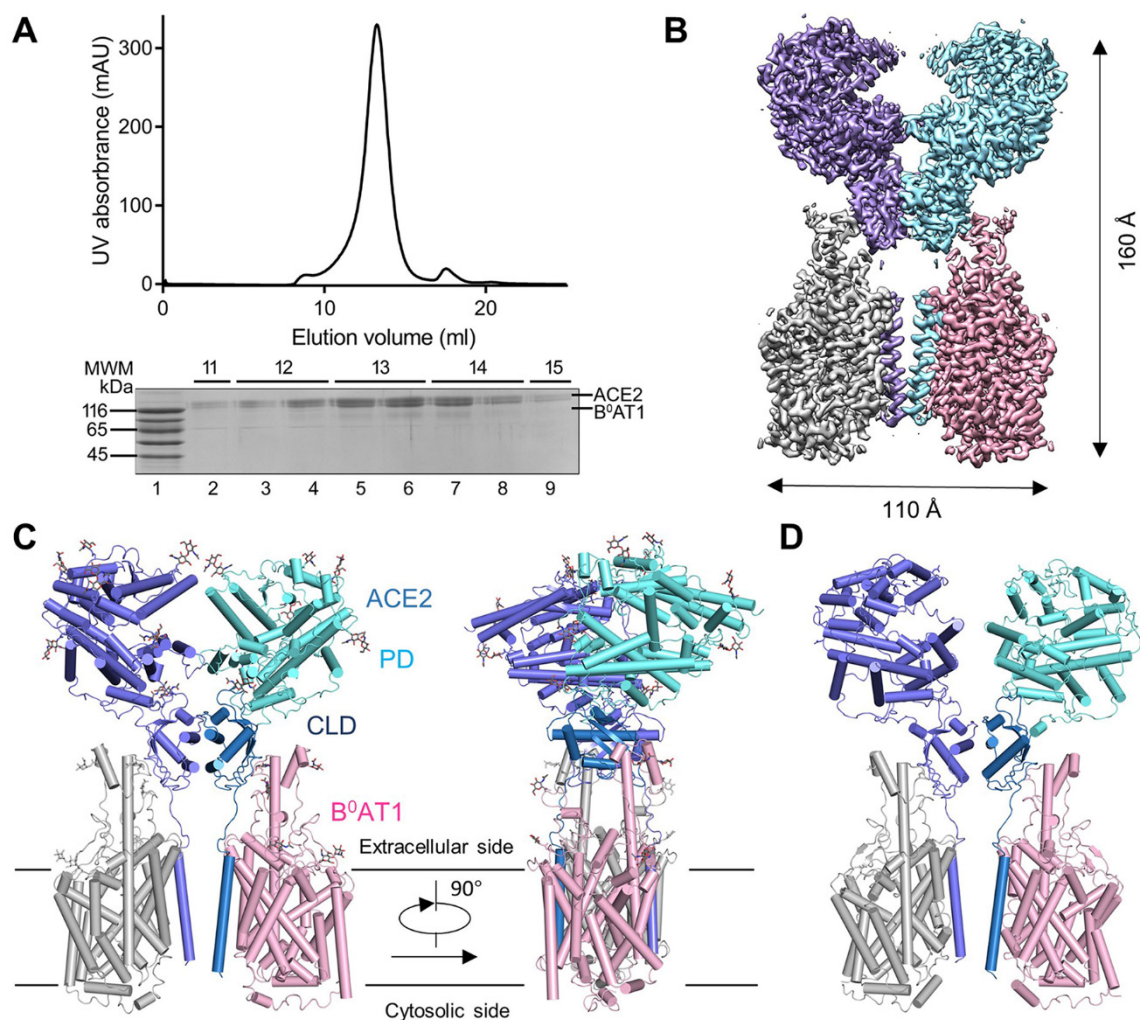 A
UV absorbance (mAU)
300
200
100
0
0
10
20
Elution volume (ml)
MWM
kDa
11
12
13
14
15
116
65
45
ACE2
B⁰AT1
1
2
3
4
5
6
7
8
9
B
160 Å
110 Å
C
ACE2
PD
CLD
B⁰AT1
Extracellular side
90°
Cytosolic side
D